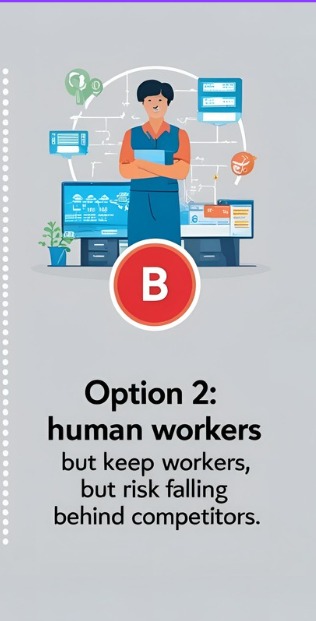 B
Option 2:
human workers
but keep workers,
but risk falling
behind competitors.